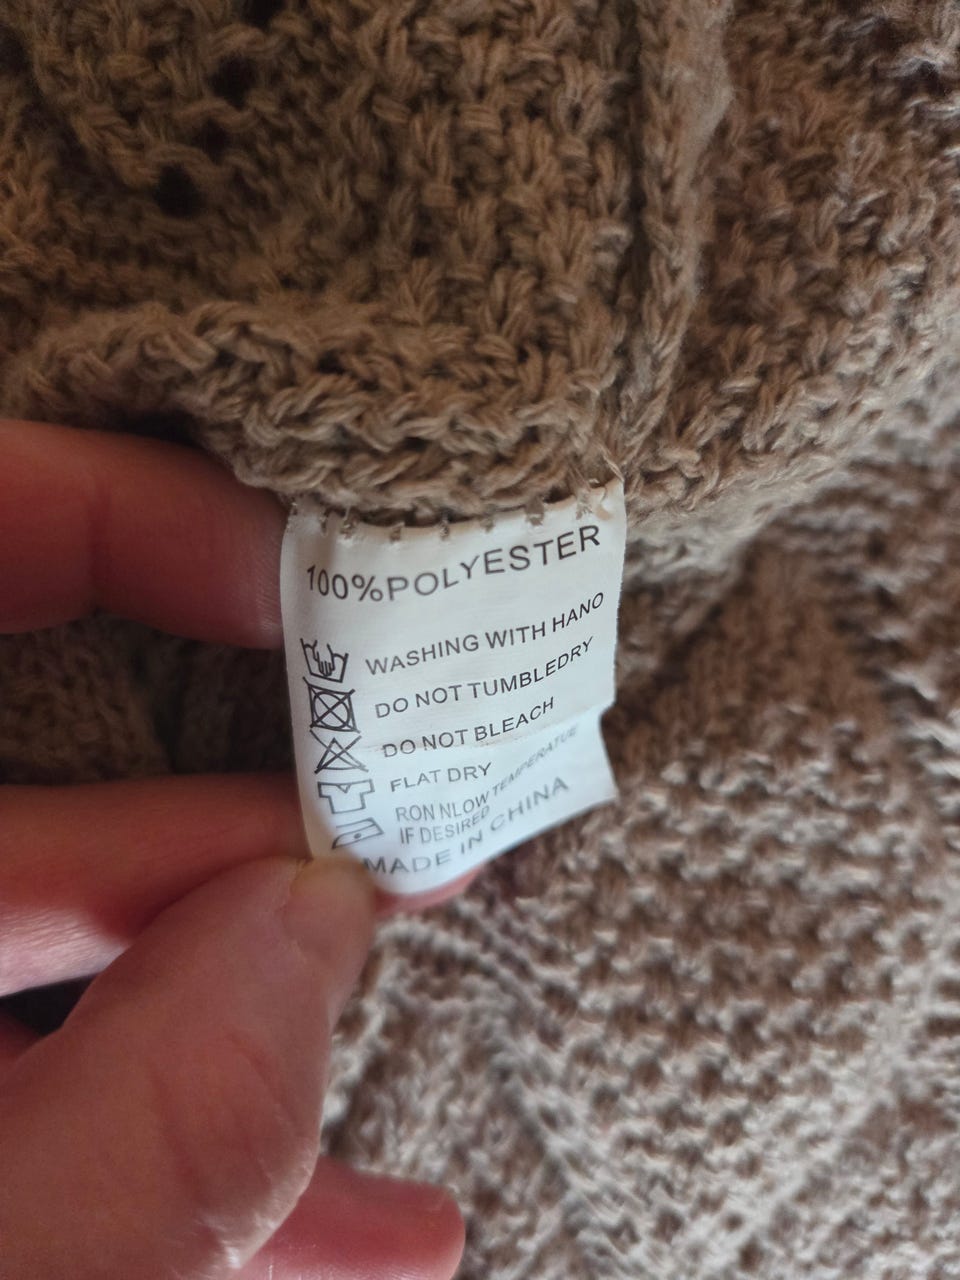 100%POLYESTER
WASHING WITH HANO
DO NOT TUMBLEDRY
DO NOT BLEACH
FLAT DRY
RON NLOW TEMPERATUE
IF DESIRED
MADE IN CHINA